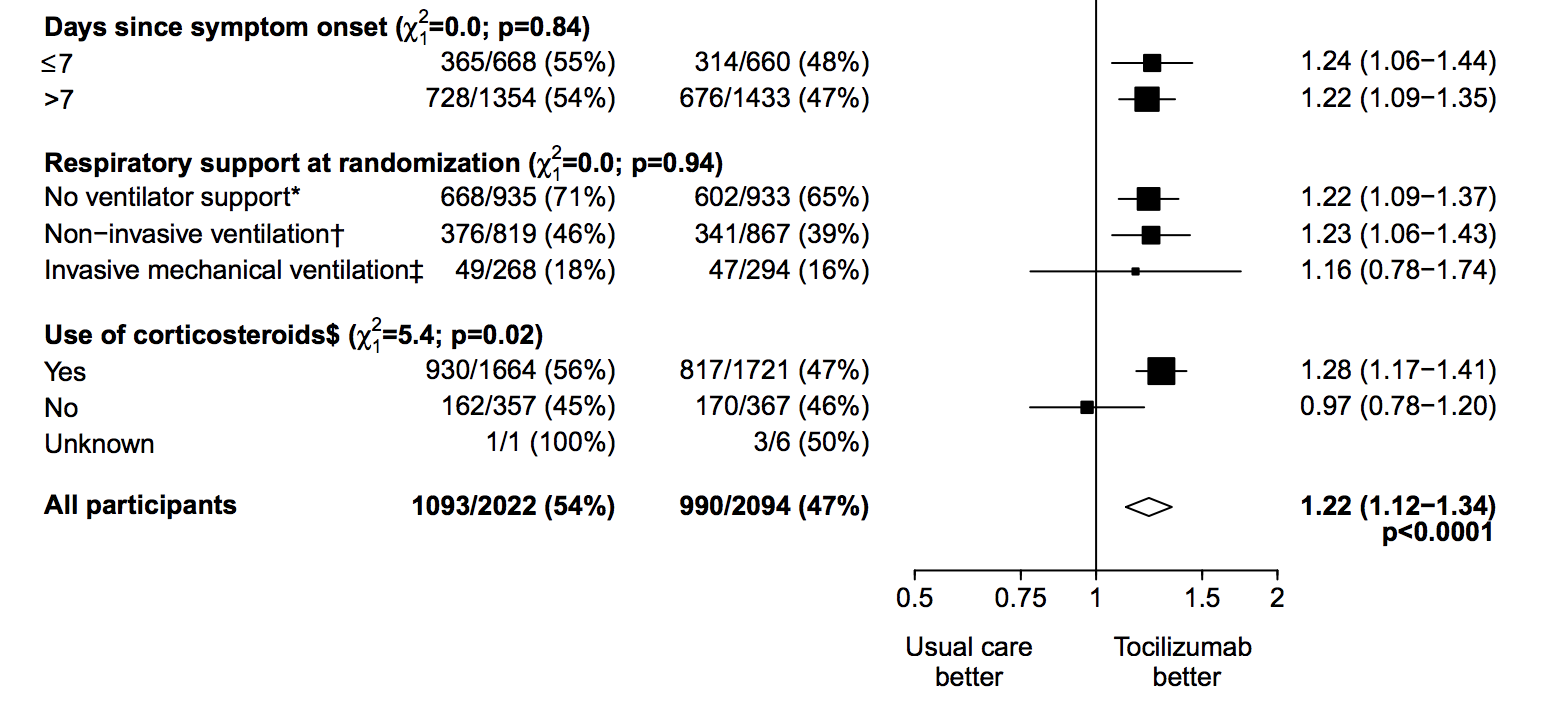 Days since symptom onset (χ²₁=0.0; p=0.84)
≤7 365/668 (55%) 314/660 (48%) 1.24 (1.06−1.44)
>7 728/1354 (54%) 676/1433 (47%) 1.22 (1.09−1.35)
Respiratory support at randomization (χ²₁=0.0; p=0.94)
No ventilator support* 668/935 (71%) 602/933 (65%) 1.22 (1.09−1.37)
Non−invasive ventilation† 376/819 (46%) 341/867 (39%) 1.23 (1.06−1.43)
Invasive mechanical ventilation‡ 49/268 (18%) 47/294 (16%) 1.16 (0.78−1.74)
Use of corticosteroids$ (χ²₁=5.4; p=0.02)
Yes 930/1664 (56%) 817/1721 (47%) 1.28 (1.17−1.41)
No 162/357 (45%) 170/367 (46%) 0.97 (0.78−1.20)
Unknown 1/1 (100%) 3/6 (50%)
All participants 1093/2022 (54%) 990/2094 (47%) 1.22 (1.12−1.34)
p<0.0001
0.5 0.75 1 1.5 2
Usual care Tocilizumab
better better